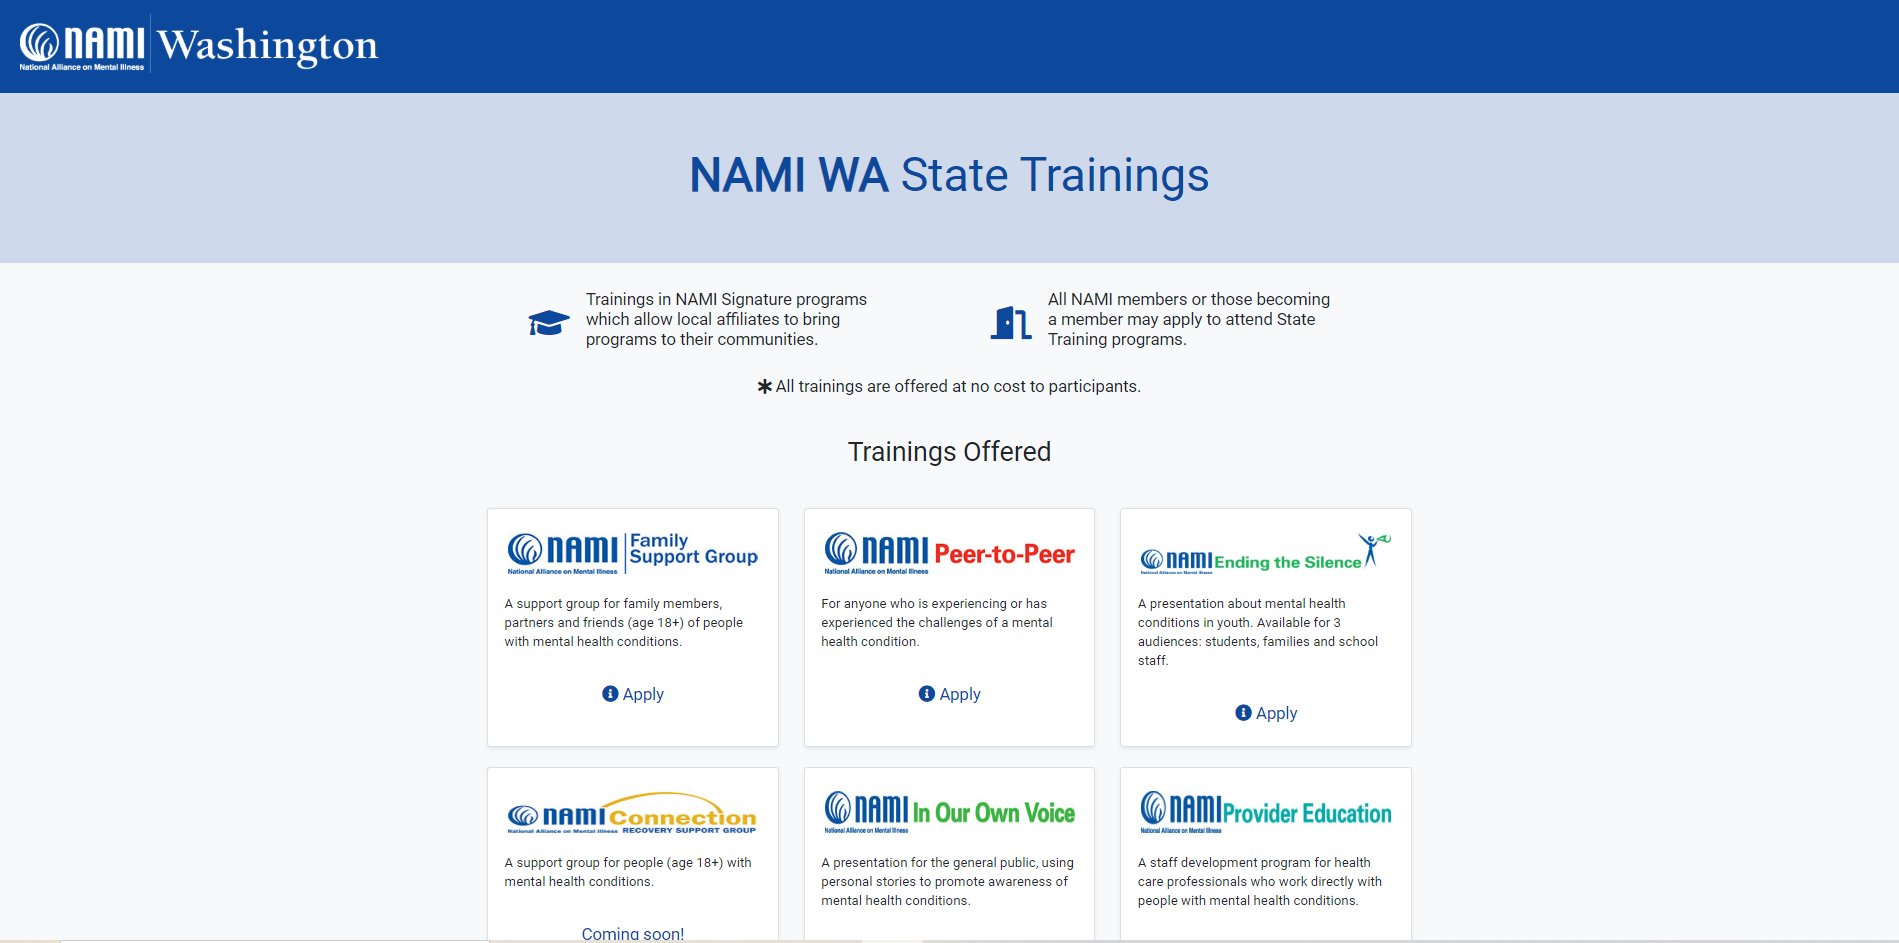 NAMI Washington
National Alliance on Mental Illness
NAMI WA State Trainings
Trainings in NAMI Signature programs
which allow local affiliates to bring
programs to their communities.
All NAMI members or those becoming
a member may apply to attend State
Training programs.
* All trainings are offered at no cost to participants.
Trainings Offered
NAMI Family
Support Group
National Alliance on Mental Illness
A support group for family members,
partners and friends (age 18+) of people
with mental health conditions.
Apply
NAMI Peer-to-Peer
National Alliance on Mental Illness
For anyone who is experiencing or has
experienced the challenges of a mental
health condition.
Apply
NAMI Ending the Silence
National Alliance on Mental Illness
A presentation about mental health
conditions in youth. Available for 3
audiences: students, families and school
staff.
Apply
namI Connection
National Alliance on Mental Illness RECOVERY SUPPORT GROUP
A support group for people (age 18+) with
mental health conditions.
Coming soon!
NAMI In Our Own Voice
National Alliance on Mental Illness
A presentation for the general public, using
personal stories to promote awareness of
mental health conditions.
NAMI Provider Education
National Alliance on Mental Illness
A staff development program for health
care professionals who work directly with
people with mental health conditions.